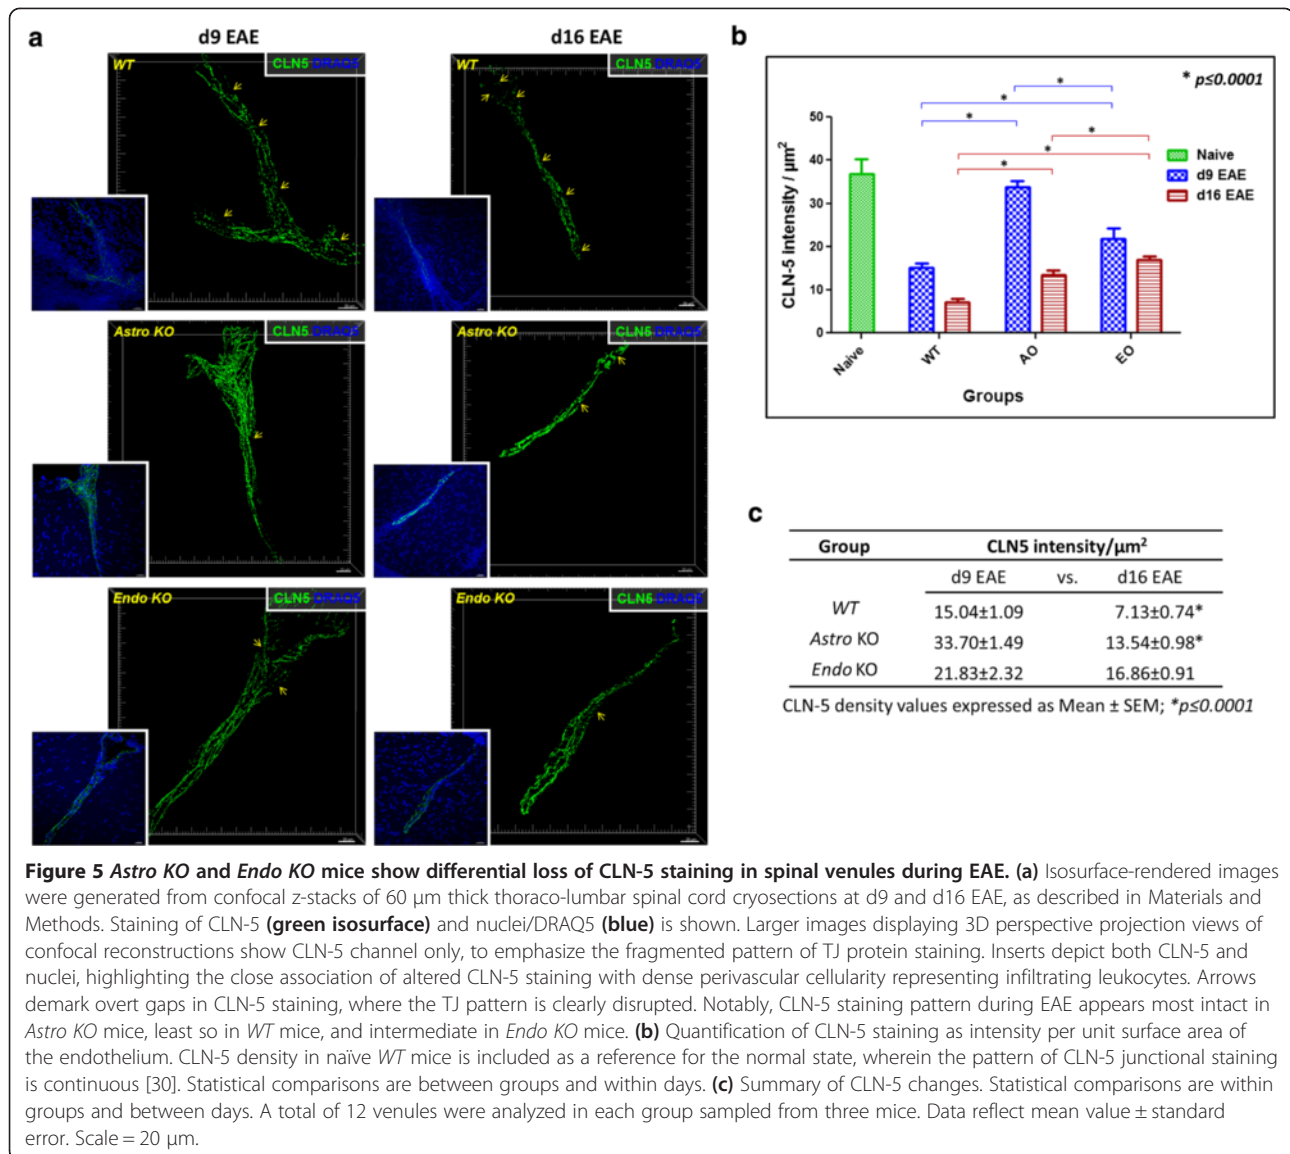 a
d9 EAE
d16 EAE
WT
CLN5/DRAQ5
WT
CLN5/DRAQ5
Astro KO
CLN5/DRAQ5
Astro KO
CLN5/DRAQ5
Endo KO
CLN5/DRAQ5
Endo KO
CLN5/DRAQ5
b
* p≤0.0001
*
*
*
*
*
*
CLN-5 Intensity / µm²
50
40
30
20
10
0
Naive
WT
AO
EO
Groups
Naive
d9 EAE
d16 EAE
c
Group CLN5 intensity/µm²
d9 EAE vs. d16 EAE
WT 15.04±1.09 7.13±0.74*
Astro KO 33.70±1.49 13.54±0.98*
Endo KO 21.83±2.32 16.86±0.91
CLN-5 density values expressed as Mean ± SEM; *p≤0.0001
Figure 5 Astro KO and Endo KO mice show differential loss of CLN-5 staining in spinal venules during EAE. (a) Isosurface-rendered images
were generated from confocal z-stacks of 60 μm thick thoraco-lumbar spinal cord cryosections at d9 and d16 EAE, as described in Materials and
Methods. Staining of CLN-5 (green isosurface) and nuclei/DRAQ5 (blue) is shown. Larger images displaying 3D perspective projection views of
confocal reconstructions show CLN-5 channel only, to emphasize the fragmented pattern of TJ protein staining. Inserts depict both CLN-5 and
nuclei, highlighting the close association of altered CLN-5 staining with dense perivascular cellularity representing infiltrating leukocytes. Arrows
demark overt gaps in CLN-5 staining, where the TJ pattern is clearly disrupted. Notably, CLN-5 staining pattern during EAE appears most intact in
Astro KO mice, least so in WT mice, and intermediate in Endo KO mice. (b) Quantification of CLN-5 staining as intensity per unit surface area of
the endothelium. CLN-5 density in naïve WT mice is included as a reference for the normal state, wherein the pattern of CLN-5 junctional staining
is continuous [30]. Statistical comparisons are between groups and within days. (c) Summary of CLN-5 changes. Statistical comparisons are within
groups and between days. A total of 12 venules were analyzed in each group sampled from three mice. Data reflect mean value ± standard
error. Scale = 20 μm.